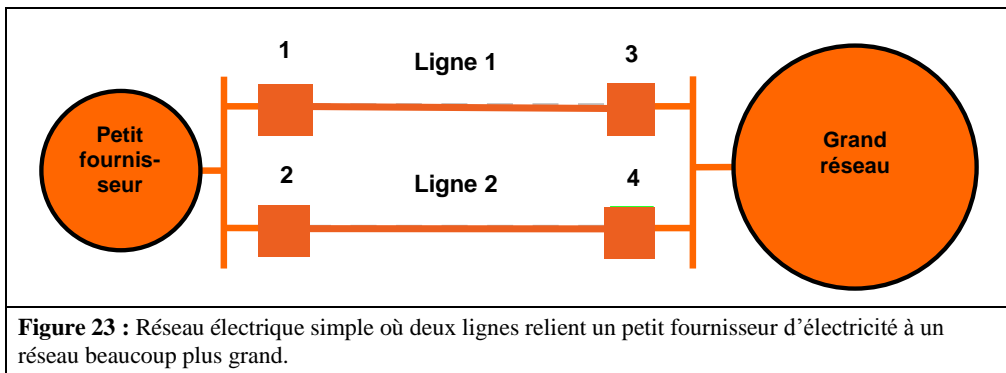 1
Ligne 1
3
Petit
fournis-
seur
Grand
réseau
2
Ligne 2
4
Figure 23 : Réseau électrique simple où deux lignes relient un petit fournisseur d’électricité à un
réseau beaucoup plus grand.